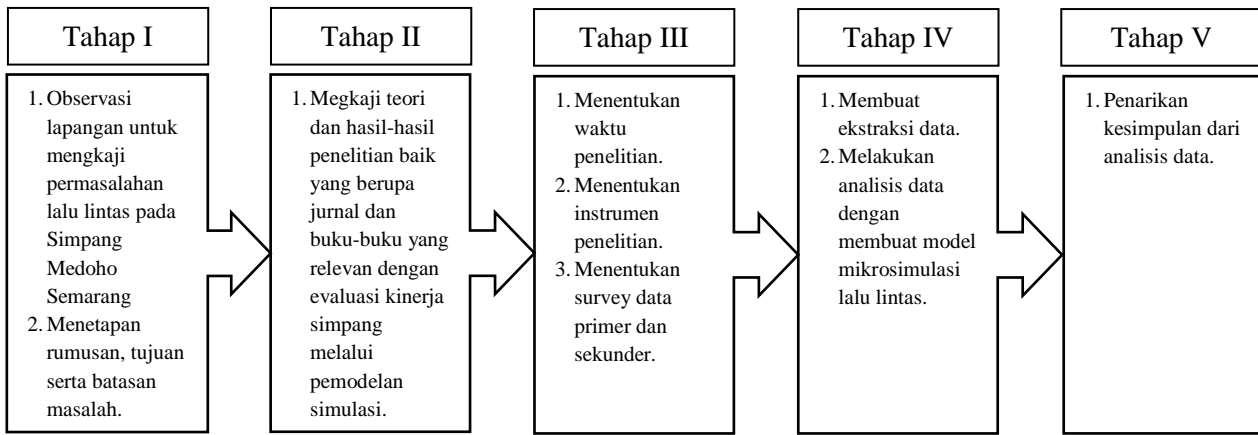 Tahap I
1. Observasi
lapangan untuk
mengkaji
permasalahan
lalu lintas pada
Simpang
Medoho
Semarang
2. Menetapan
rumusan, tujuan
serta batasan
masalah.
Tahap II
1. Megkaji teori
dan hasil-hasil
penelitian baik
yang berupa
jurnal dan
buku-buku yang
relevan dengan
evaluasi kinerja
simpang
melalui
pemodelan
simulasi.
Tahap III
1. Menentukan
waktu
penelitian.
2. Menentukan
instrumen
penelitian.
3. Menentukan
survey data
primer dan
sekunder.
Tahap IV
1. Membuat
ekstraksi data.
2. Melakukan
analisis data
dengan
membuat model
mikrosimulasi
lalu lintas.
Tahap V
1. Penarikan
kesimpulan dari
analisis data.